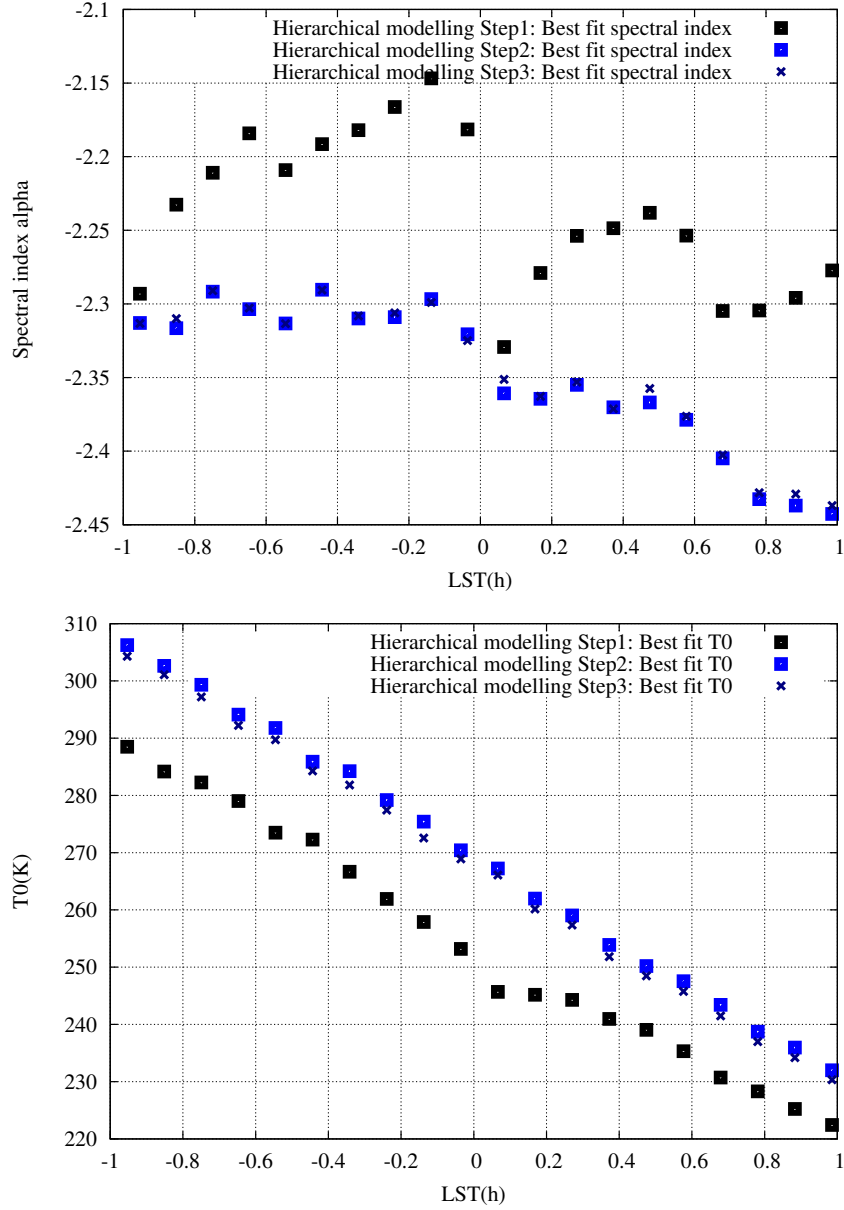 -2.1
Hierarchical modelling Step1: Best fit spectral index
Hierarchical modelling Step2: Best fit spectral index
Hierarchical modelling Step3: Best fit spectral index
-2.15
-2.2
-2.25
-2.3
-2.35
-2.4
-2.45
Spectral index alpha
-1 -0.8 -0.6 -0.4 -0.2 0 0.2 0.4 0.6 0.8 1
LST(h)
310
Hierarchical modelling Step1: Best fit T0
Hierarchical modelling Step2: Best fit T0
Hierarchical modelling Step3: Best fit T0
300
290
280
270
260
250
240
230
220
T0(K)
-1 -0.8 -0.6 -0.4 -0.2 0 0.2 0.4 0.6 0.8 1
LST(h)